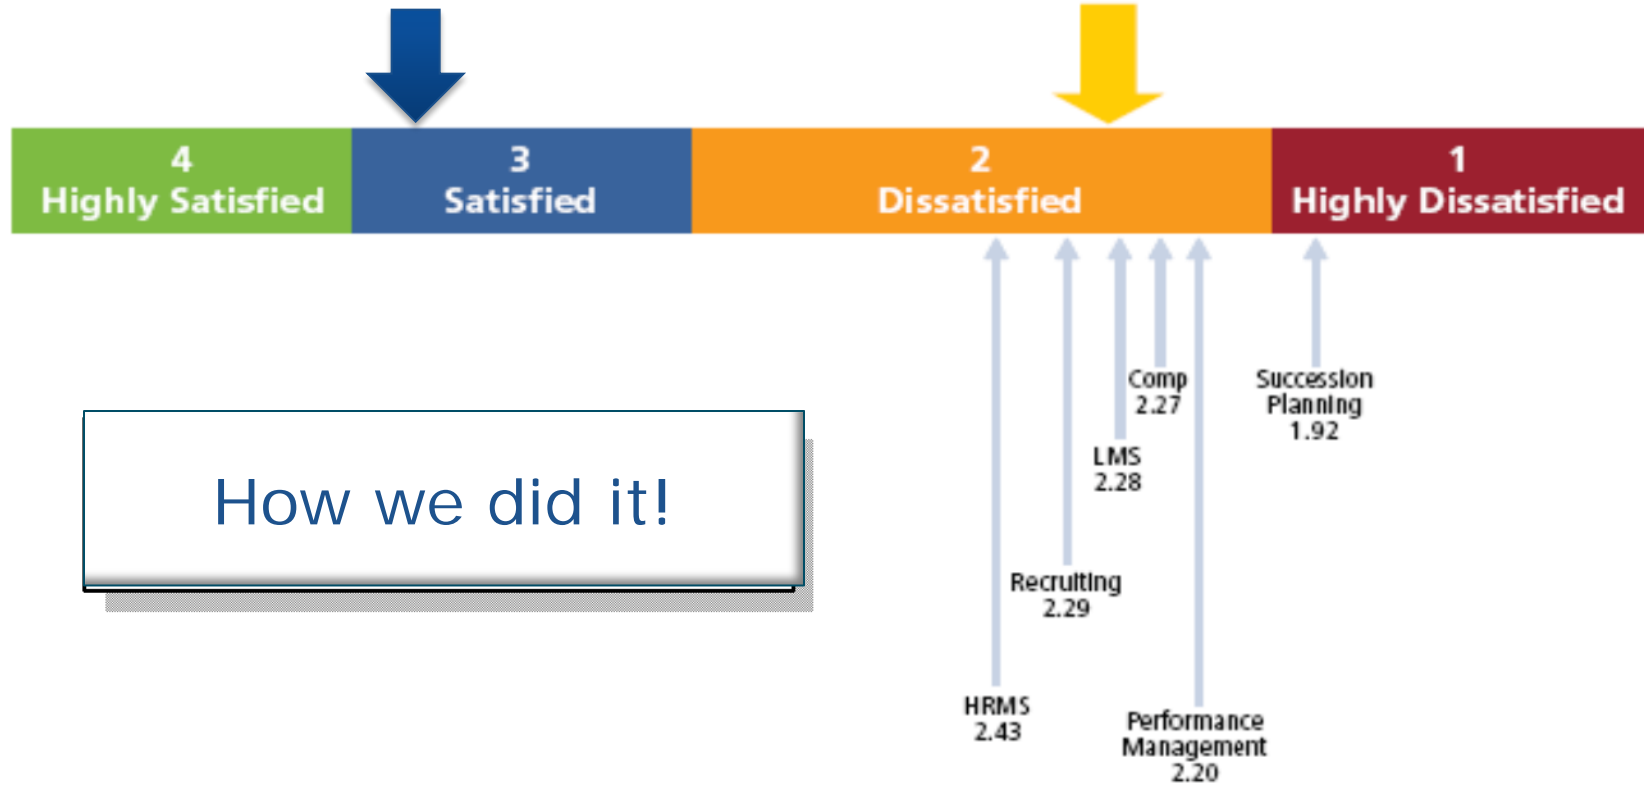 4
Highly Satisfied
3
Satisfied
2
Dissatisfied
1
Highly Dissatisfied
Comp
2.27
Succession
Planning
1.92
LMS
2.28
How we did it!
Recruiting
2.29
HRMS
2.43
Performance
Management
2.20